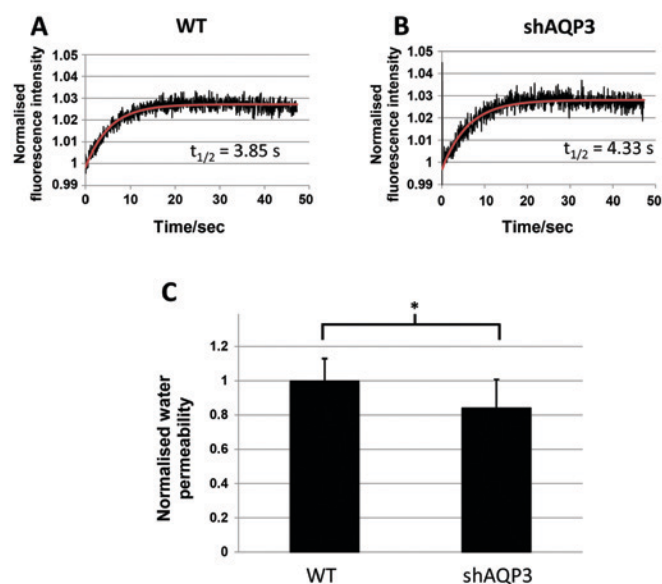 A
WT
Normalised
fluorescence intensity
1.05
1.04
1.03
1.02
1.01
1
0.99
t1/2 = 3.85 s
0 10 20 30 40 50
Time/sec
B
shAQP3
Normalised
fluorescence intensity
1.05
1.04
1.03
1.02
1.01
1
0.99
t1/2 = 4.33 s
0 10 20 30 40 50
Time/sec
C
*
Normalised water
permeability
1.2
1
0.8
0.6
0.4
0.2
0
WT shAQP3